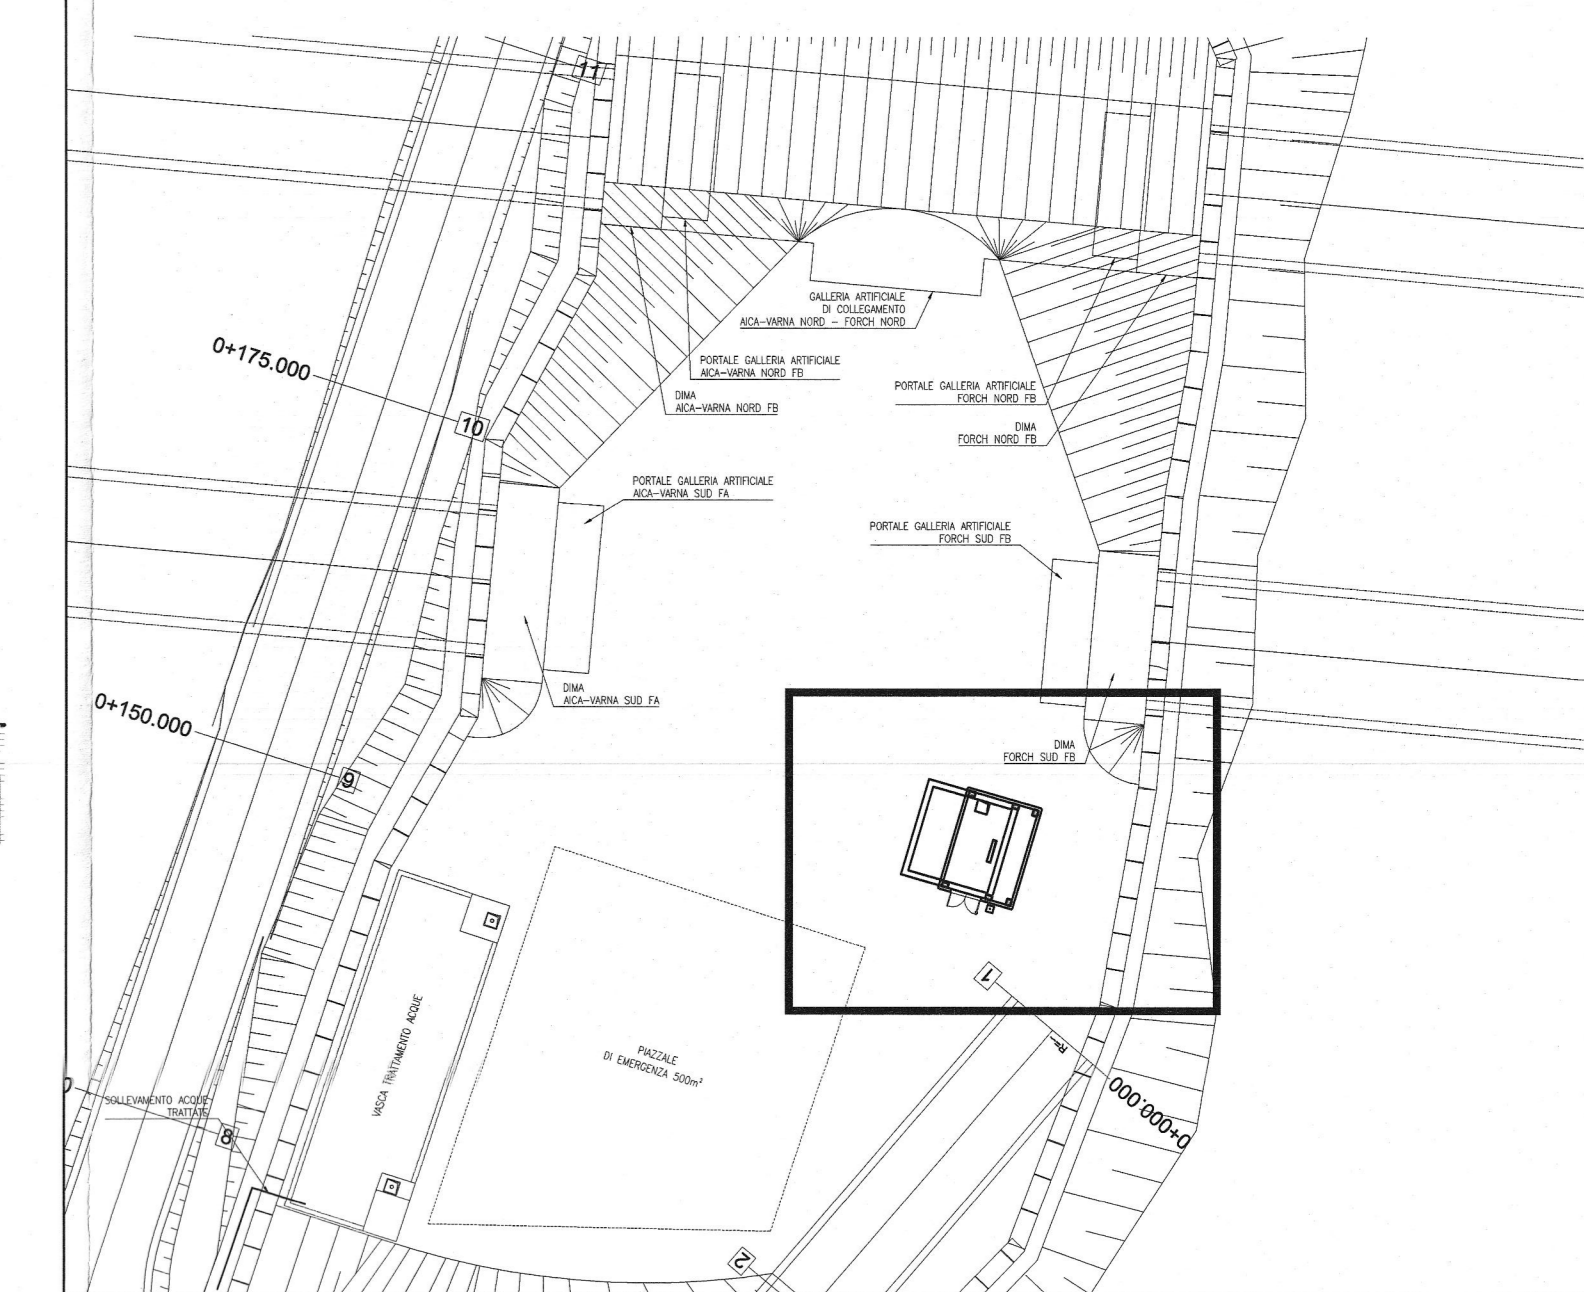 11
GALLERIA ARTIFICIALE
DI COLLEGAMENTO
AICA-VARNA NORD - FORCH NORD
0+175.000
PORTALE GALLERIA ARTIFICIALE
AICA-VARNA NORD FB
DIMA
AICA-VARNA NORD FB
PORTALE GALLERIA ARTIFICIALE
FORCH NORD FB
DIMA
FORCH NORD FB
10
PORTALE GALLERIA ARTIFICIALE
AICA-VARNA SUD FA
PORTALE GALLERIA ARTIFICIALE
FORCH SUD FB
DIMA
AICA-VARNA SUD FA
0+150.000
DIMA
FORCH SUD FB
9
1
VASCA TRATTAMENTO ACQUE
PIAZZALE
DI EMERGENZA 500m²
R=∞
0+000.000
0
SOLLEVAMENTO ACQUE
TRATTATE
8
2